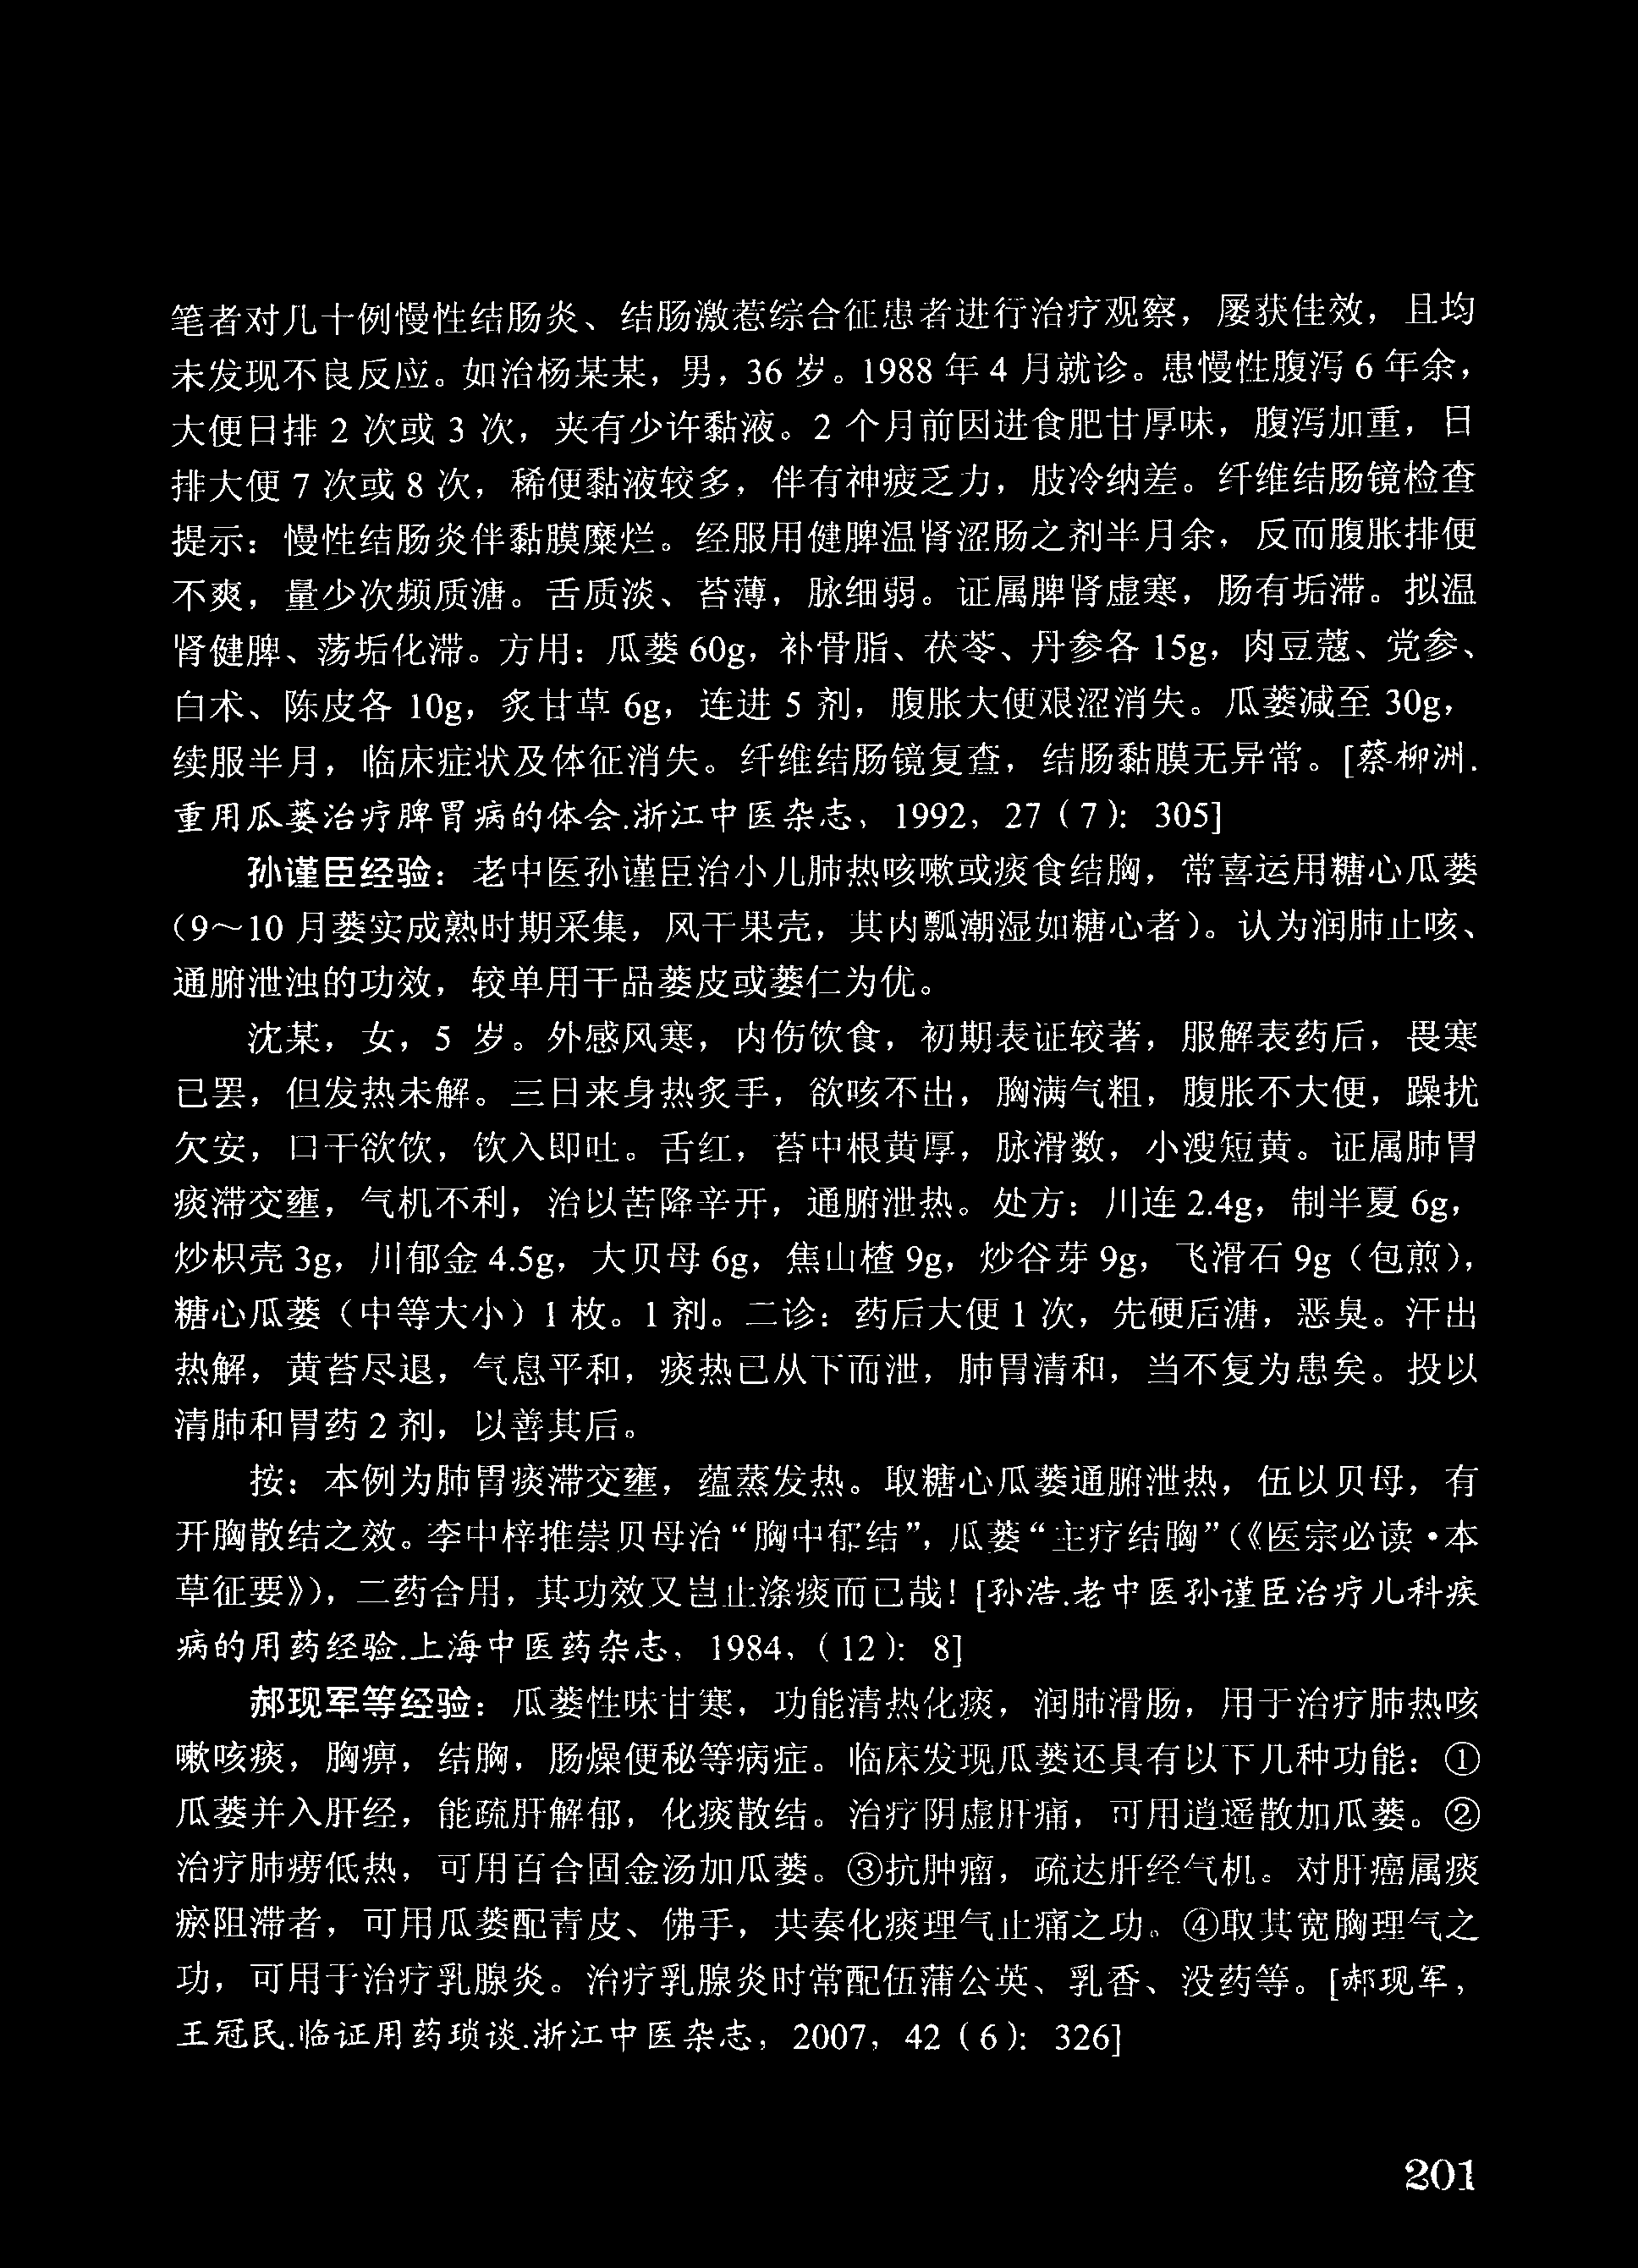 笔者对几十例慢性结肠炎、结肠激惹综合征患者进行治疗观察，屡获佳效，且均
未发现不良反应。如治杨某某，男，36 岁。1988 年 4 月就诊。患慢性腹泻 6 年余，
大便日排 2 次或 3 次，夹有少许黏液。2 个月前因进食肥甘厚味，腹泻加重，日
排大便 7 次或 8 次，稀便黏液较多，伴有神疲乏力，肢冷纳差。纤维结肠镜检查
提示：慢性结肠炎伴黏膜糜烂。经服用健脾温肾涩肠之剂半月余，反而腹胀排便
不爽，量少次频质溏。舌质淡、苔薄，脉细弱。证属脾肾虚寒，肠有垢滞。拟温
肾健脾、荡垢化滞。方用：瓜蒌 60g，补骨脂、茯苓、丹参各 15g，肉豆蔻、党参、
白术、陈皮各 10g，炙甘草 6g，连进 5 剂，腹胀大便艰涩消失。瓜蒌减至 30g，
续服半月，临床症状及体征消失。纤维结肠镜复查，结肠黏膜无异常。[蔡柳洲.
重用瓜蒌治疗脾胃病的体会.浙江中医杂志，1992，27（7）：305]
孙谨臣经验：老中医孙谨臣治小儿肺热咳嗽或痰食结胸，常喜运用糖心瓜蒌
（9～10 月蒌实成熟时期采集，风干果壳，其内瓤潮湿如糖心者）。认为润肺止咳、
通腑泄浊的功效，较单用干品蒌皮或蒌仁为优。
沈某，女，5 岁。外感风寒，内伤饮食，初期表证较著，服解表药后，畏寒
已罢，但发热未解。三日来身热炙手，欲咳不出，胸满气粗，腹胀不大便，躁扰
欠安，口干欲饮，饮入即吐。舌红，苔中根黄厚，脉滑数，小溲短黄。证属肺胃
痰滞交壅，气机不利，治以苦降辛开，通腑泄热。处方：川连 2.4g，制半夏 6g，
炒枳壳 3g，川郁金 4.5g，大贝母 6g，焦山楂 9g，炒谷芽 9g，飞滑石 9g（包煎），
糖心瓜蒌（中等大小）1 枚。1 剂。二诊：药后大便 1 次，先硬后溏，恶臭。汗出
热解，黄苔尽退，气息平和，痰热已从下而泄，肺胃清和，当不复为患矣。投以
清肺和胃药 2 剂，以善其后。
按：本例为肺胃痰滞交壅，蕴蒸发热。取糖心瓜蒌通腑泄热，伍以贝母，有
开胸散结之效。李中梓推崇贝母治“胸中郁结”，瓜蒌“主疗结胸”（《医宗必读·本
草征要》），二药合用，其功效又岂止涤痰而已哉！[孙浩.老中医孙谨臣治疗儿科疾
病的用药经验.上海中医药杂志，1984，（12）：8]
郝现军等经验：瓜蒌性味甘寒，功能清热化痰，润肺滑肠，用于治疗肺热咳
嗽咳痰，胸痹，结胸，肠燥便秘等病症。临床发现瓜蒌还具有以下几种功能：①
瓜蒌并入肝经，能疏肝解郁，化痰散结。治疗阴虚肝痛，可用逍遥散加瓜蒌。②
治疗肺痨低热，可用百合固金汤加瓜蒌。③抗肿瘤，疏达肝经气机。对肝癌属痰
瘀阻滞者，可用瓜蒌配青皮、佛手，共奏化痰理气止痛之功。④取其宽胸理气之
功，可用于治疗乳腺炎。治疗乳腺炎时常配伍蒲公英、乳香、没药等。[郝现军，
王冠民.临证用药琐谈.浙江中医杂志，2007，42（6）：326]
201